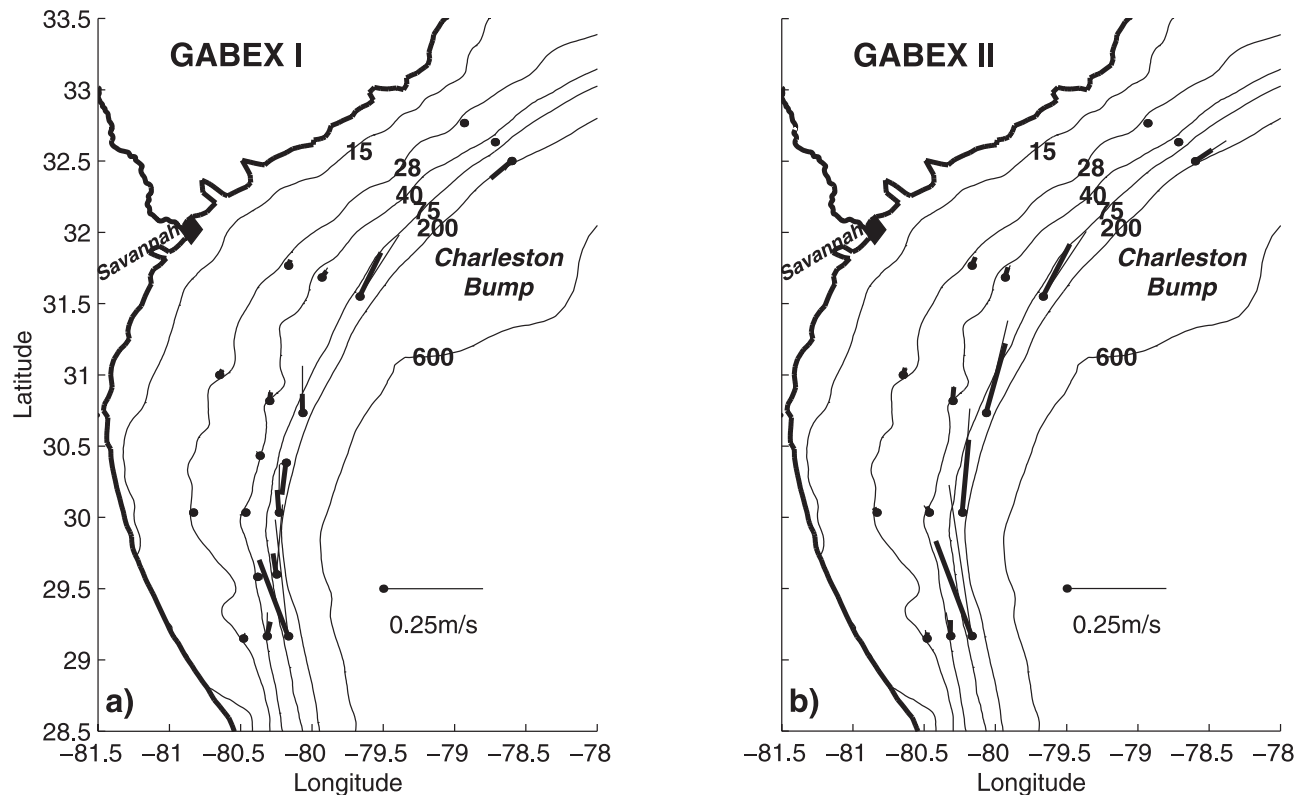 GABEX I
33.5
33
32.5
32
31.5
31
30.5
30
29.5
29
28.5
Latitude
Savannah
15
28
40
75
200
Charleston
Bump
600
0.25m/s
a)
−81.5 −81 −80.5 −80 −79.5 −79 −78.5 −78
Longitude
GABEX II
Savannah
15
28
40
75
200
Charleston
Bump
600
0.25m/s
b)
−81.5 −81 −80.5 −80 −79.5 −79 −78.5 −78
Longitude